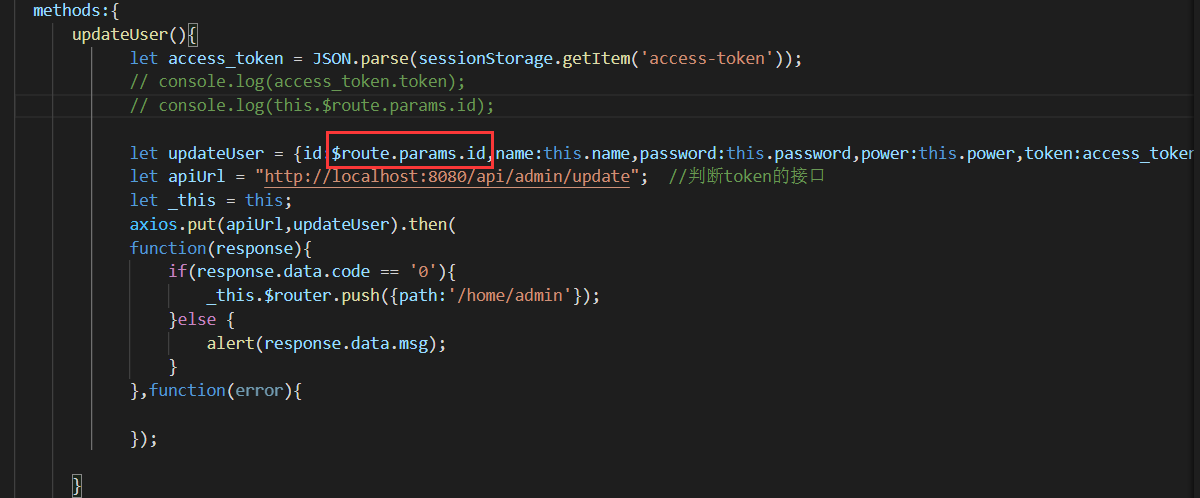 methods:{
updateUser(){
let access_token = JSON.parse(sessionStorage.getItem('access-token'));
// console.log(access_token.token);
// console.log(this.$route.params.id);
let updateUser = {id:$route.params.id,name:this.name,password:this.password,power:this.power,token:access_token
let apiUrl = "http://localhost:8080/api/admin/update"; //判断token的接口
let _this = this;
axios.put(apiUrl,updateUser).then(
function(response){
if(response.data.code == '0'){
_this.$router.push({path:'/home/admin'});
}else {
alert(response.data.msg);
}
},function(error){
});
}